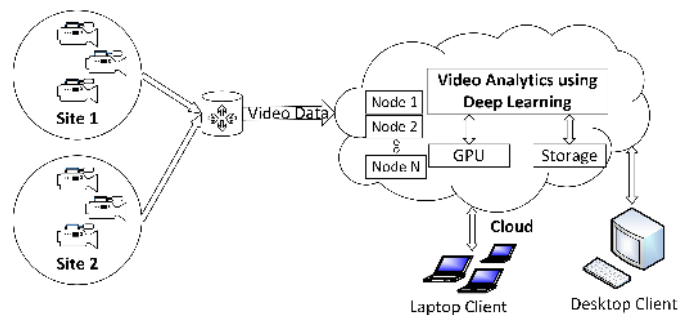 Site 1
Site 2
Video Data
Node 1
Node 2
Node N
Video Analytics using
Deep Learning
GPU
Storage
Cloud
Laptop Client
Desktop Client